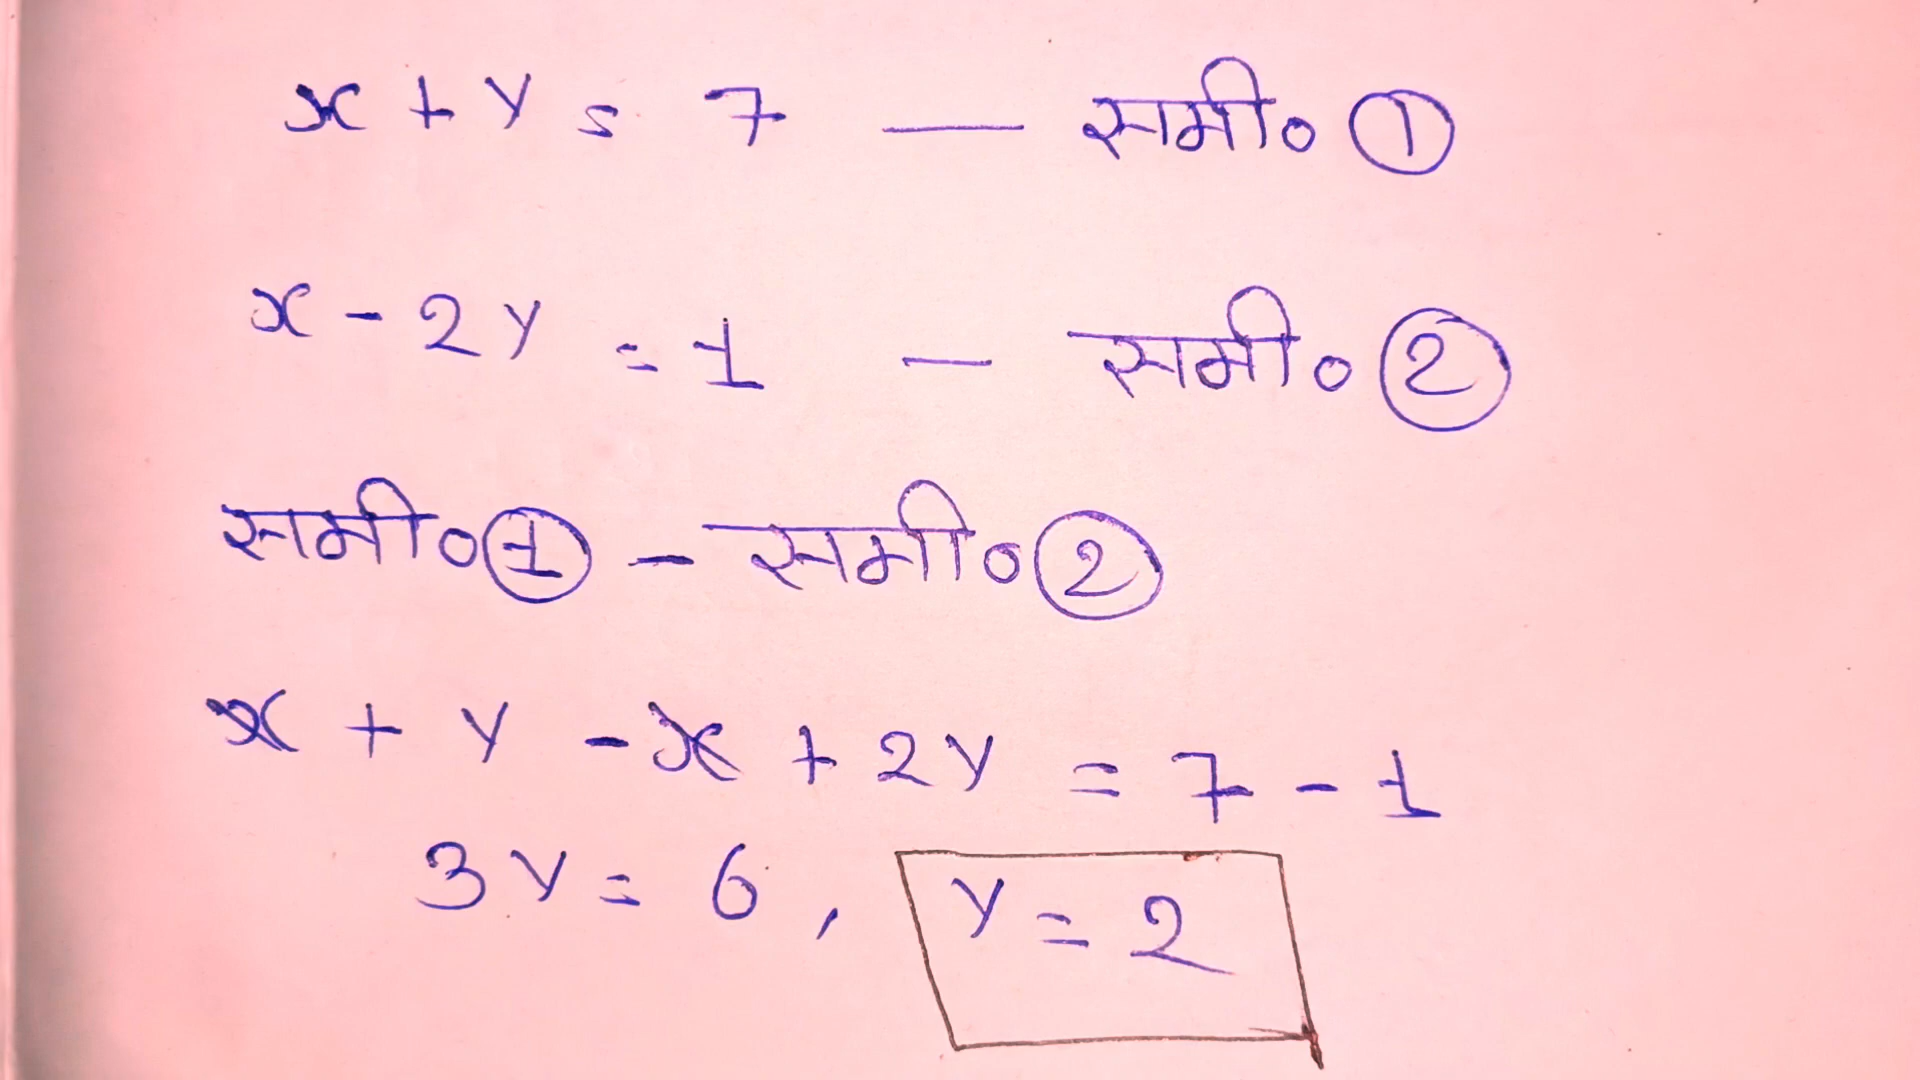 x + y = 7 — समी० ①
x - 2y = 1 — समी० ②
समी० ① - समी० ②
x + y - x + 2y = 7 - 1
3y = 6, y = 2